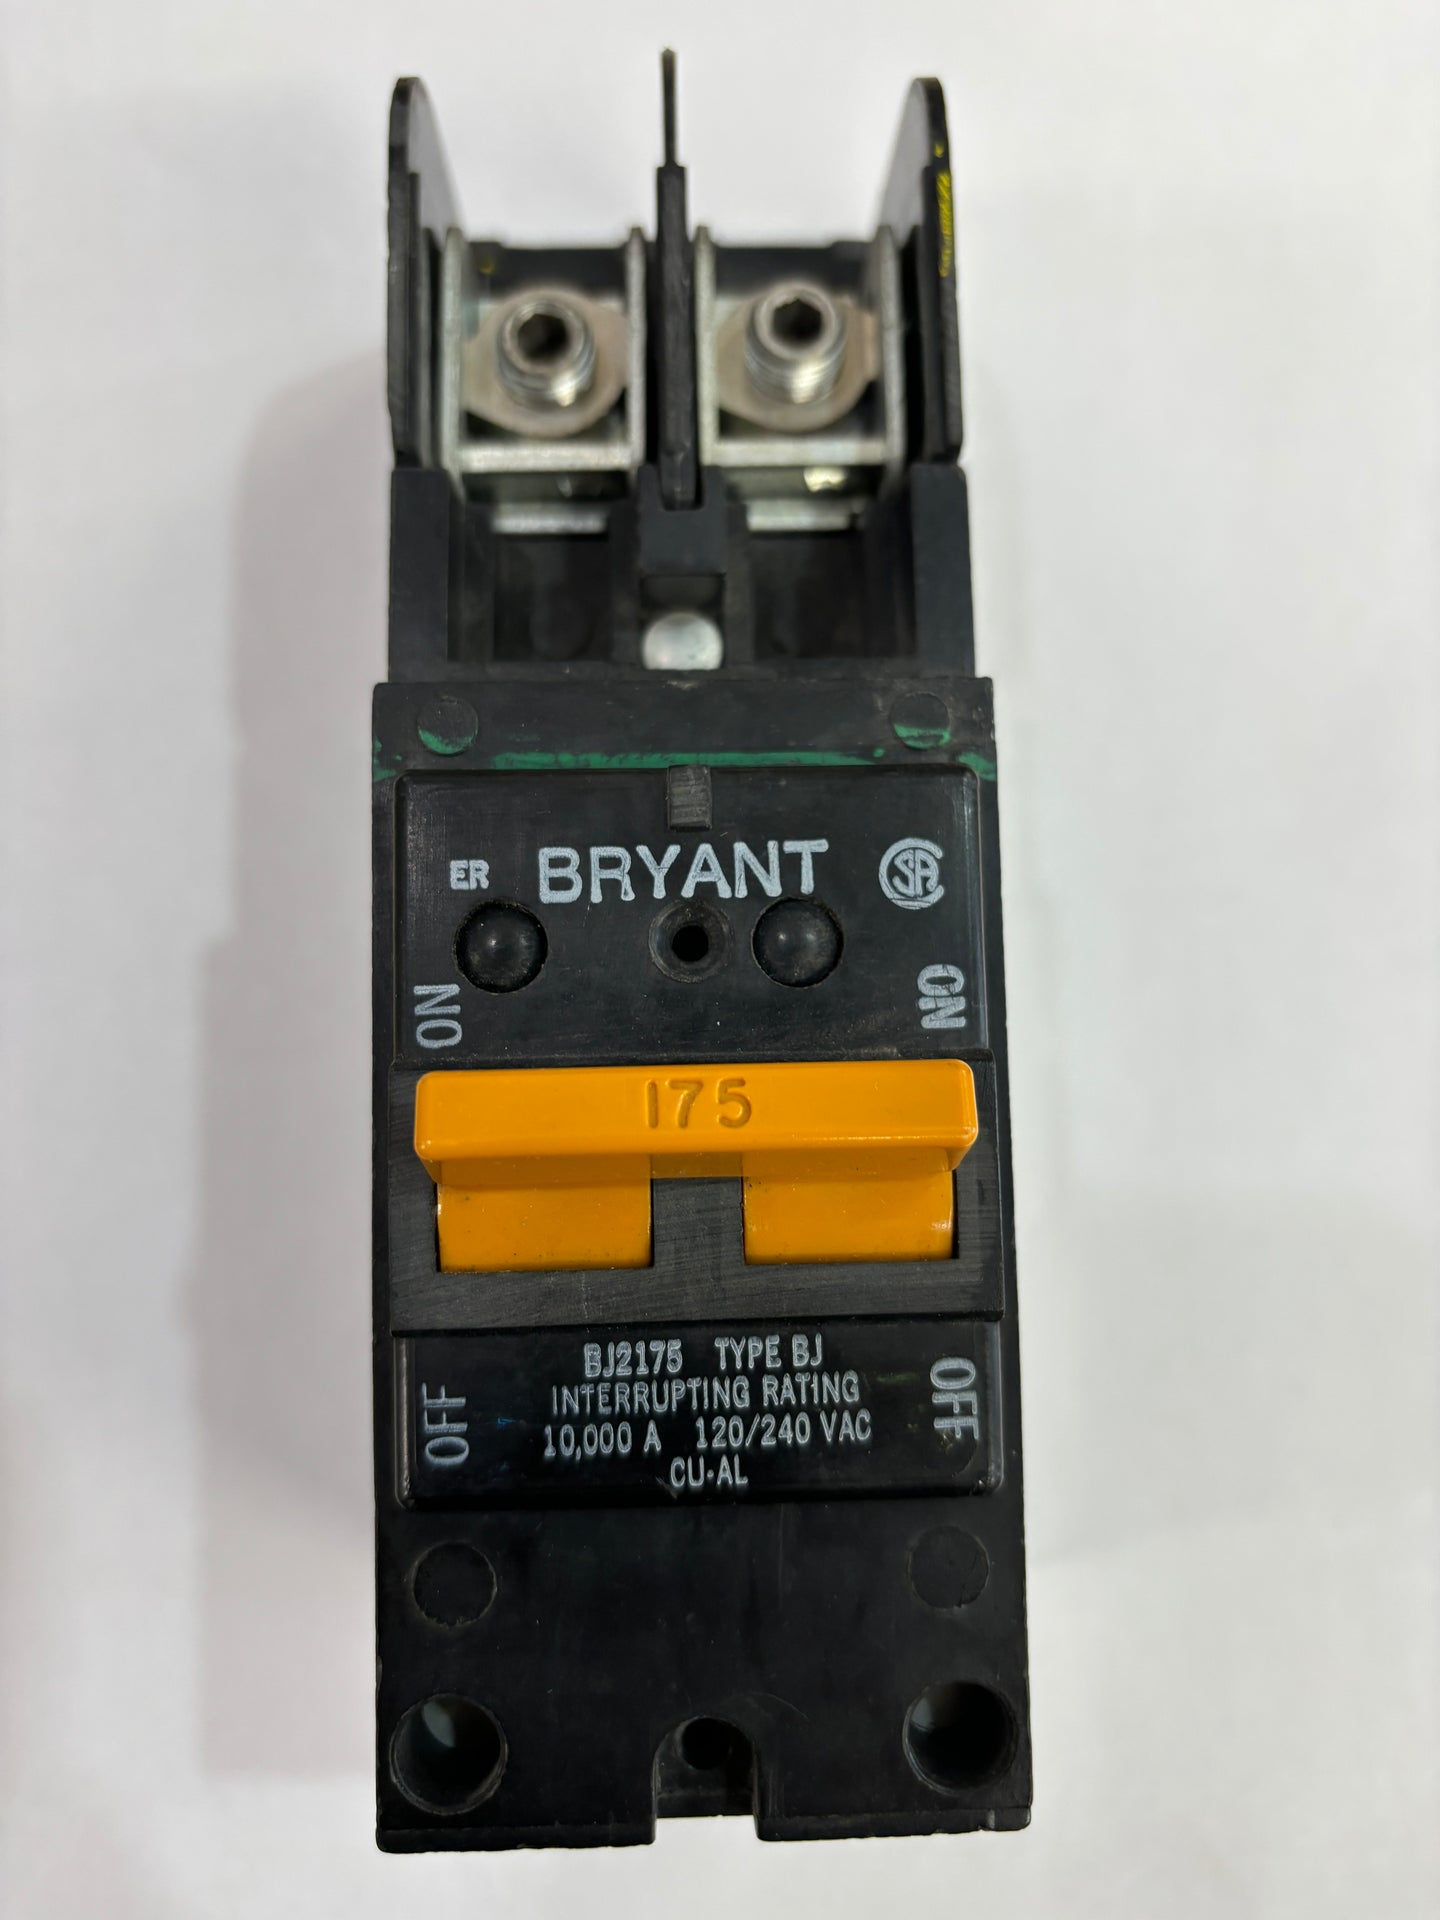 ER BRYANT SA
ON
ON
175
BJ2175 TYPE BJ
INTERRUPTING RATING
10,000 A 120/240 VAC
CU·AL
OFF
OFF